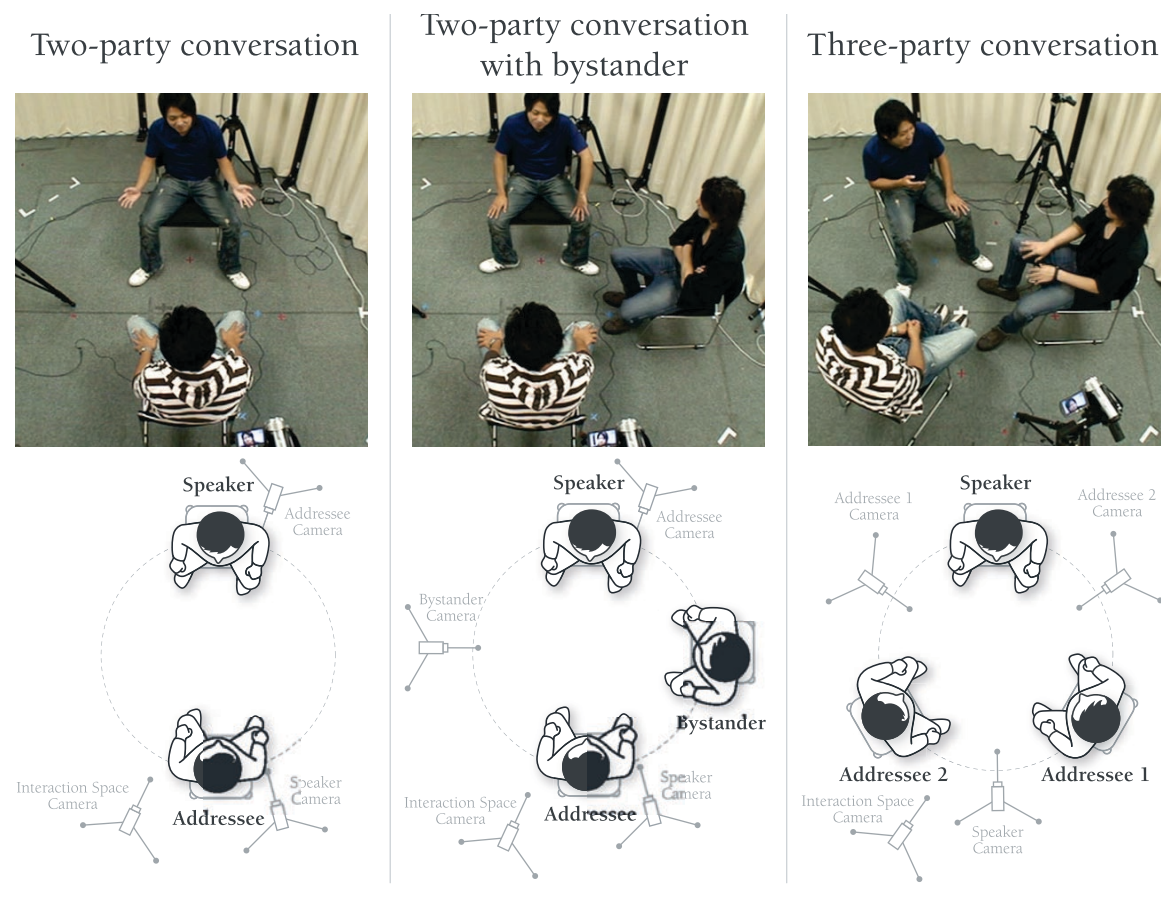 Two-party conversation
Two-party conversation
with bystander
Three-party conversation
Speaker
Addressee
Camera
Interaction Space
Camera
Speaker
Camera
Addressee
Speaker
Addressee
Camera
Bystander
Camera
Bystander
Interaction Space
Camera
Speaker
Camera
Addressee
Addressee 1
Camera
Speaker
Addressee 2
Camera
Addressee 2
Addressee 1
Interaction Space
Camera
Speaker
Camera